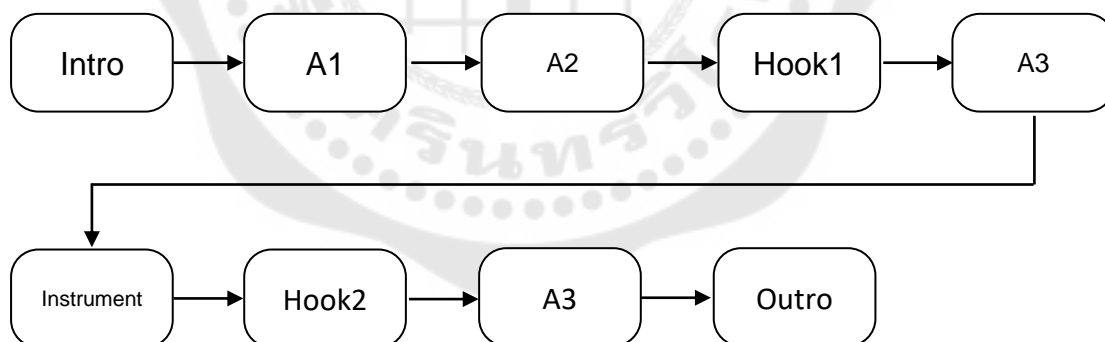 Intro
A1
A2
Hook1
A3
Instrument
Hook2
A3
Outro